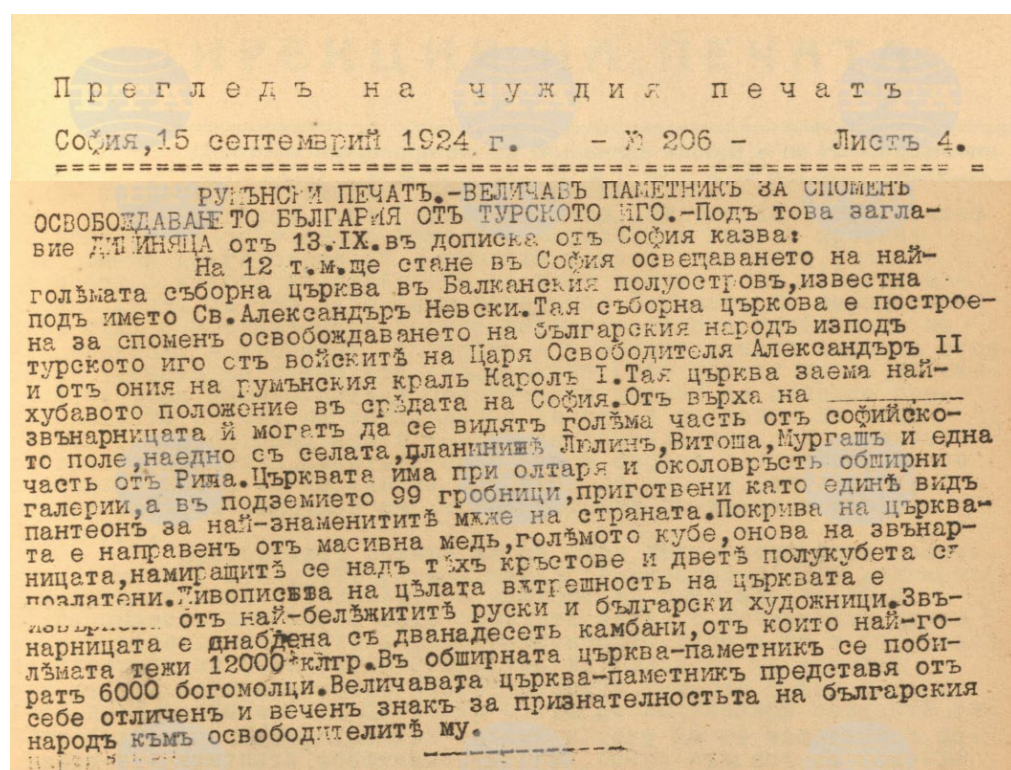 Прегледъ на чуждия печатъ
София,15 септемврий 1924 г. - № 206 - Листъ 4.
РУМЪНСКИ ПЕЧАТЪ.-ВЕЛИЧАВЪ ПАМЕТНИКЪ ЗА СПОМЕНЪ
ОСВОБОЖДАВАНЕТО БЪЛГАРИЯ ОТЪ ТУРСКОТО ИГО.-Подъ това загла-
вие отъ 13.IX.въ дописка отъ София казва:
На 12 т.м.ще стане въ София освещаването на най-
голѣмата съборна църква въ Балканския полуостровъ,известна
подъ името Св.Александъръ Невски.Тая съборна църкова е построе-
на за споменъ освобождаването на българския народъ изподъ
турското иго отъ войскитѣ на Царя Освободителя Александъръ II
и отъ ония на румънския краль Каролъ I.Тая църква заема най-
хубавото положение въ срѣдата на София.Отъ върха на
звънарницата й могатъ да се видятъ голѣма часть отъ софийско-
то поле,наедно съ селата, Люлинъ,Витоша,Мургашъ и една
часть отъ Рила.Църквата има при олтаря и околовръсть обширни
галерии,а въ подземието 99 гробници,приготвени като единъ видъ
пантеонъ за най-знаменититѣ мѫже на страната.Покрива на църква-
та е направенъ отъ масивна медь,голѣмото кубе,онова на звънар-
ницата,намиращитѣ се надъ тѣхъ кръстове и дветѣ полукубета сѫ
позлатени.Живописьта на цѣлата вѫтрешность на църквата е
отъ най-бележититѣ руски и български художници.Звъ-
нарницата е снабдена съ дванадесеть камбани,отъ които най-го-
лѣмата тежи 12000 клгр.Въ обширната църква-паметникъ се поби-
ратъ 6000 богомолци.Величавата църква-паметникъ представя отъ
себе отличенъ и веченъ знакъ за признателностьта на българския
народъ къмъ освободителитѣ му.